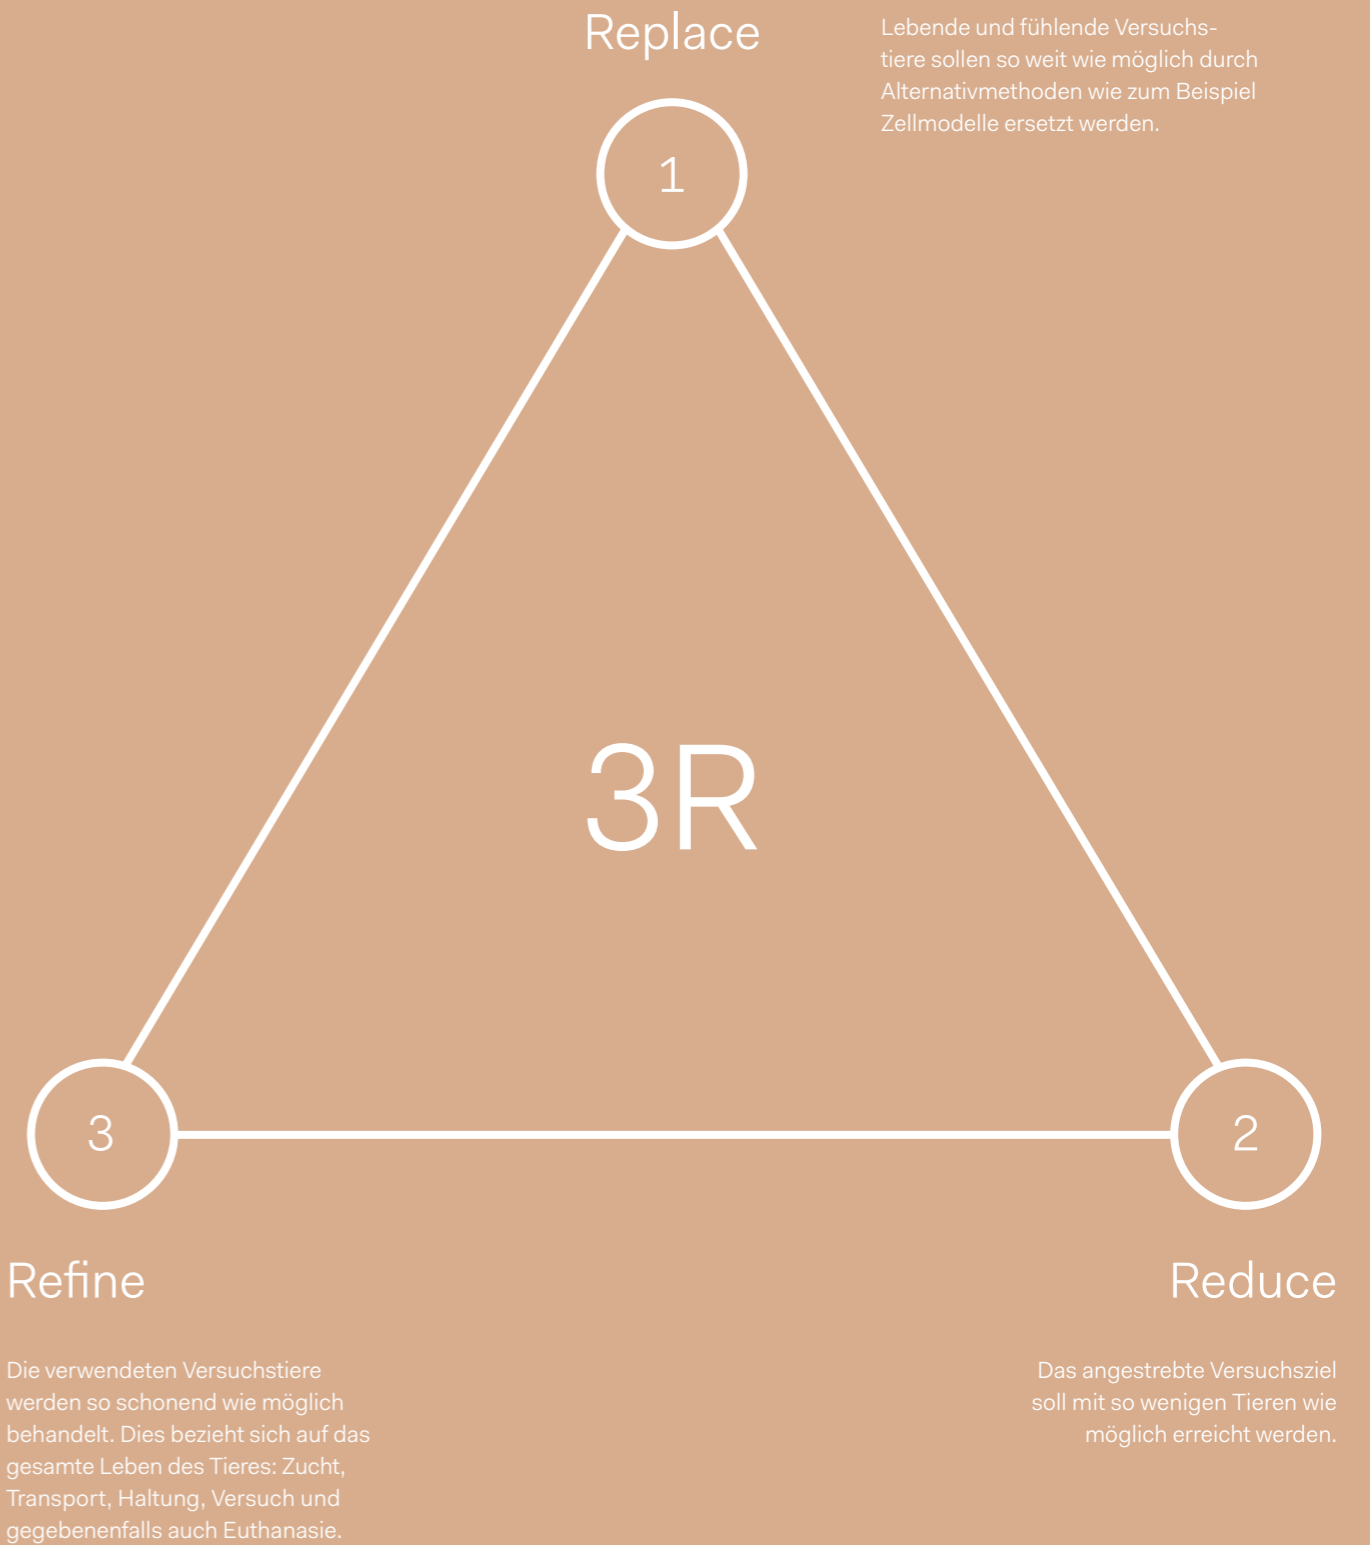 Replace
Lebende und fühlende Versuchs-
tiere sollen so weit wie möglich durch
Alternativmethoden wie zum Beispiel
Zellmodelle ersetzt werden.
1
3R
3
2
Refine
Die verwendeten Versuchstiere
werden so schonend wie möglich
behandelt. Dies bezieht sich auf das
gesamte Leben des Tieres: Zucht,
Transport, Haltung, Versuch und
gegebenenfalls auch Euthanasie.
Reduce
Das angestrebte Versuchsziel
soll mit so wenigen Tieren wie
möglich erreicht werden.